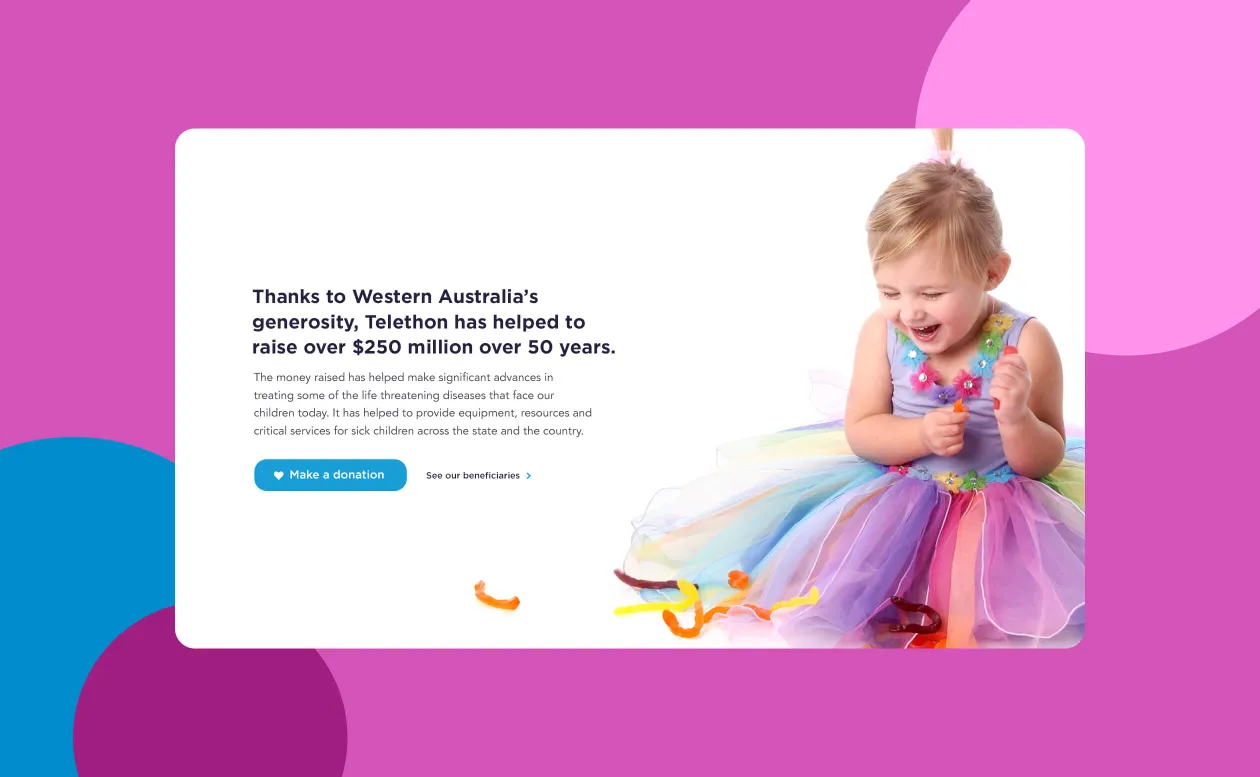 Thanks to Western Australia’s
generosity, Telethon has helped to
raise over $250 million over 50 years.
The money raised has helped make significant advances in
treating some of the life threatening diseases that face our
children today. It has helped to provide equipment, resources and
critical services for sick children across the state and the country.
Make a donation
See our beneficiaries